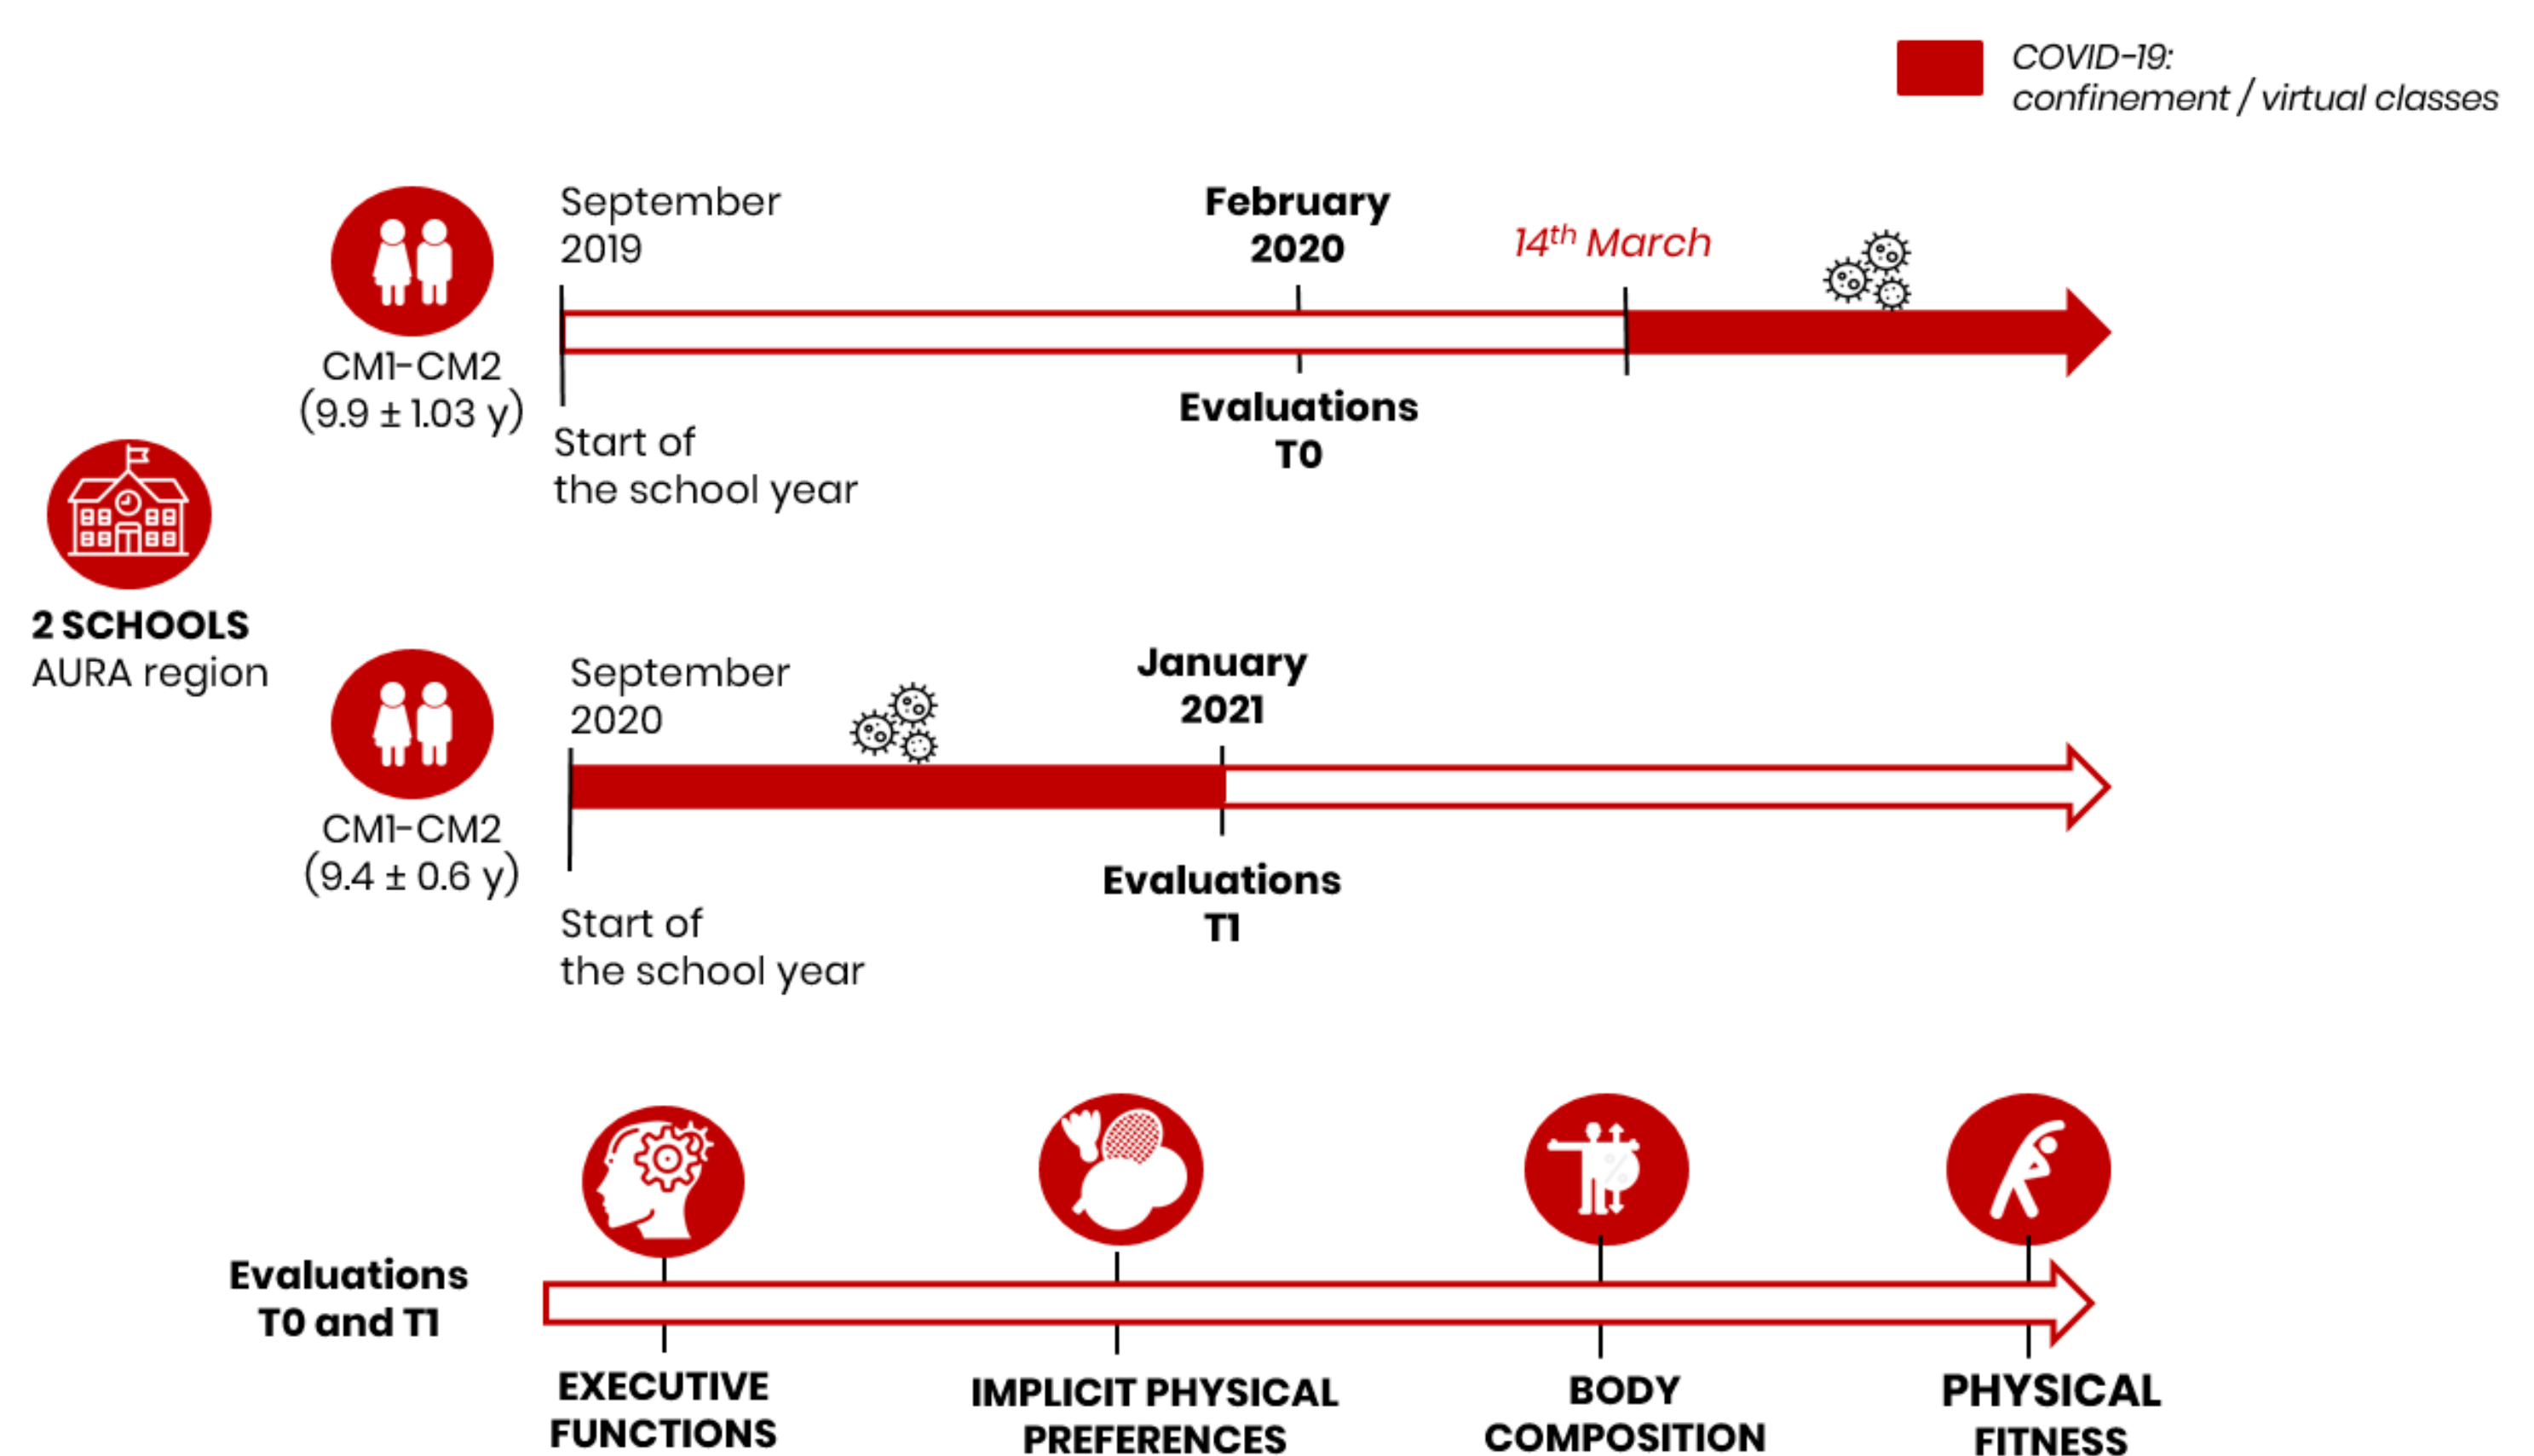 COVID-19:
confinement / virtual classes
September
2019
February
2020
14th March
CM1-CM2
(9.9 ± 1.03 y)
Start of
the school year
Evaluations
T0
2 SCHOOLS
AURA region
September
2020
January
2021
CM1-CM2
(9.4 ± 0.6 y)
Start of
the school year
Evaluations
T1
Evaluations
T0 and T1
EXECUTIVE
FUNCTIONS
IMPLICIT PHYSICAL
PREFERENCES
BODY
COMPOSITION
PHYSICAL
FITNESS